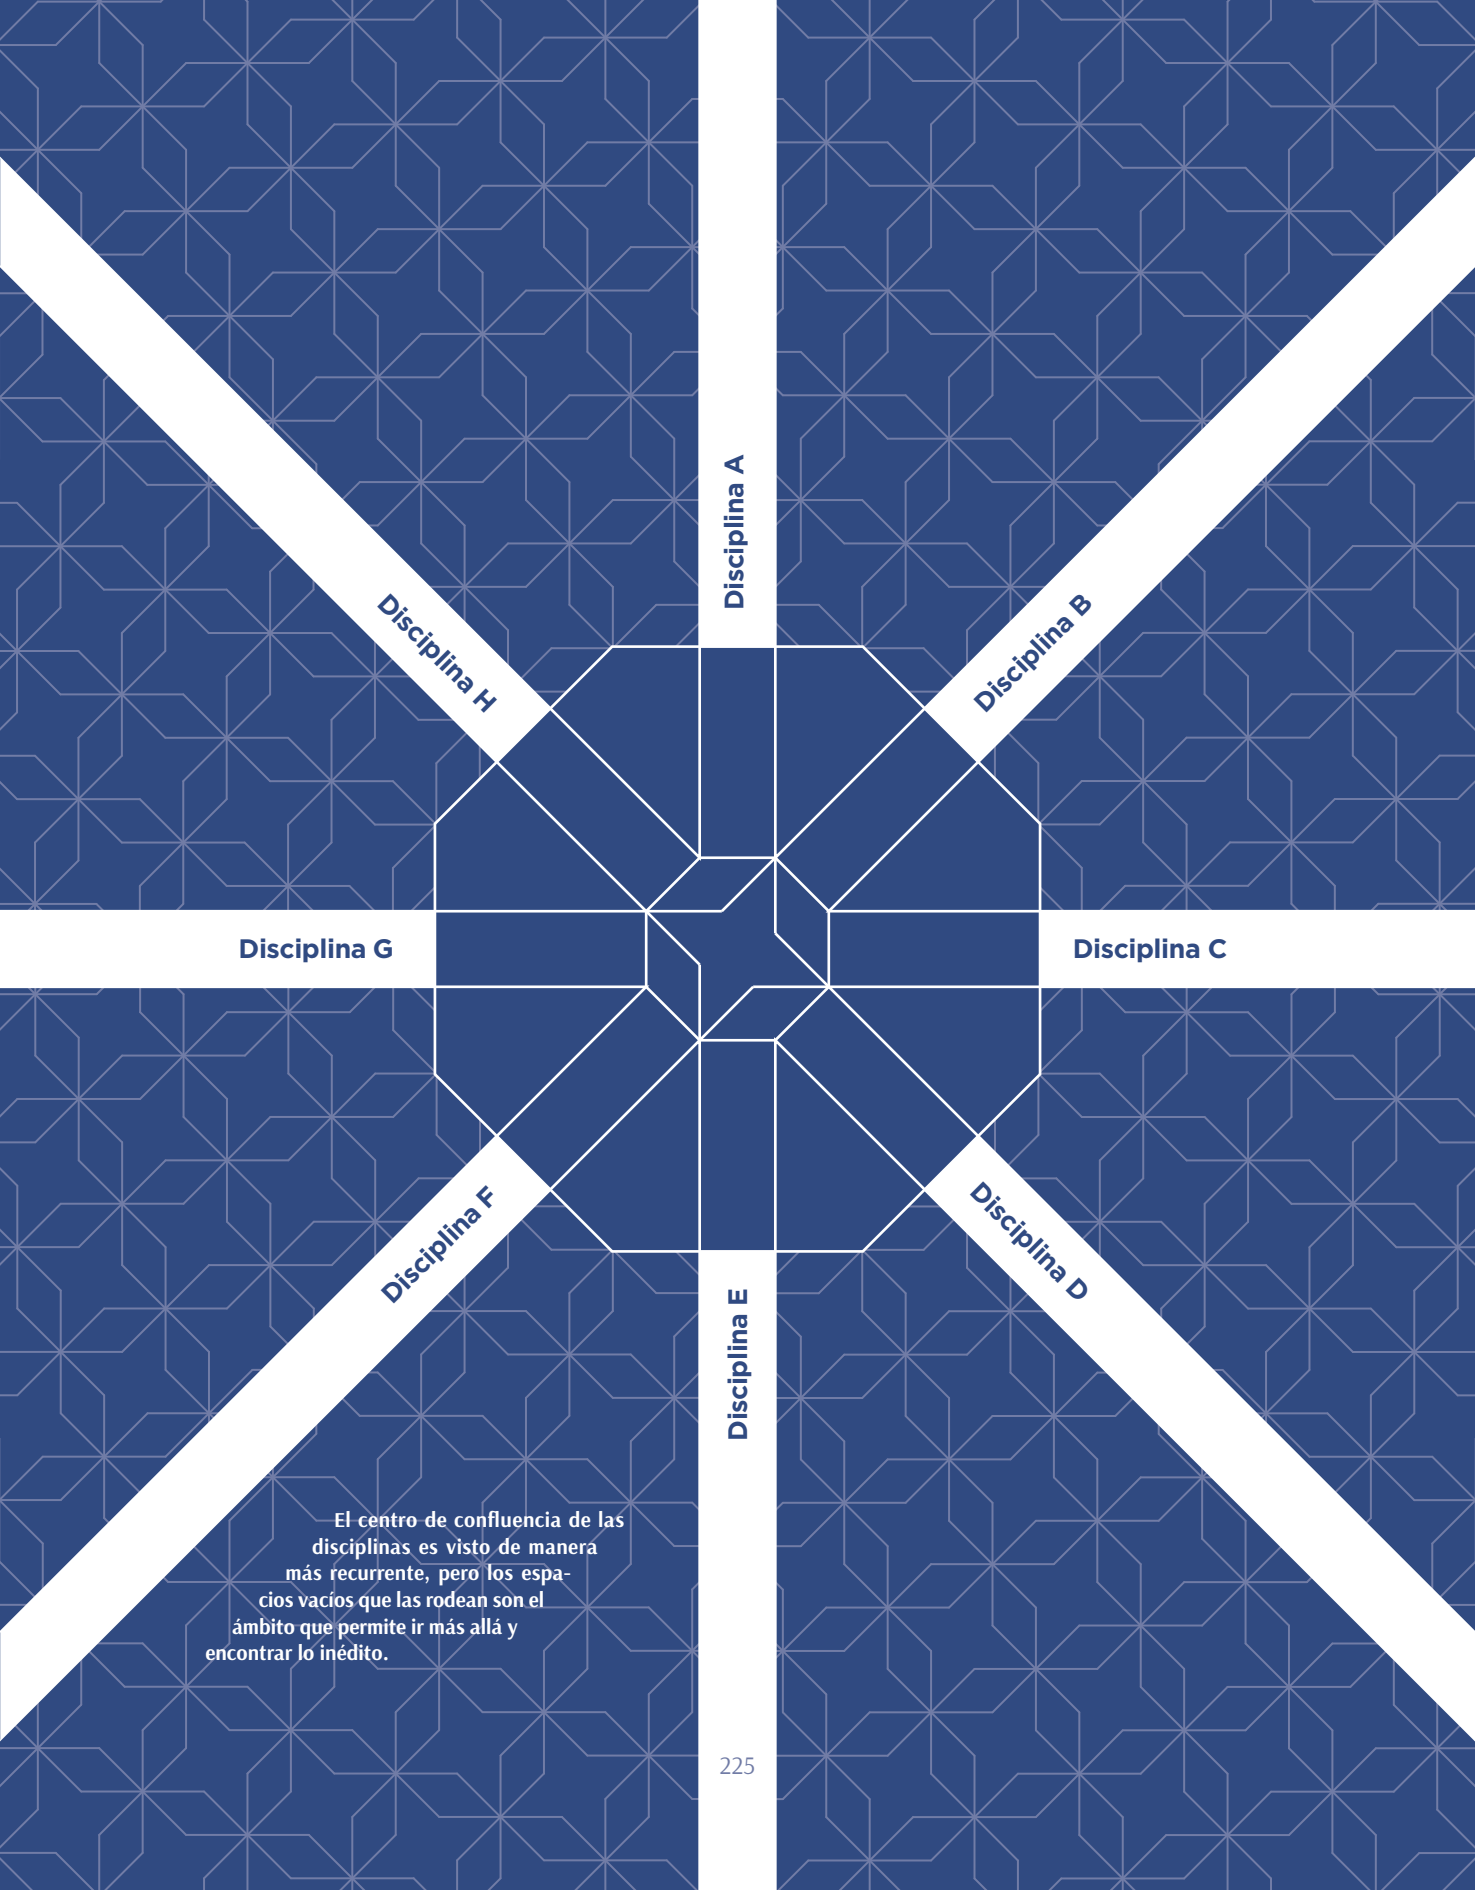 Disciplina A
Disciplina B
Disciplina H
Disciplina G
Disciplina C
Disciplina F
Disciplina D
Disciplina E
El centro de confluencia de las
disciplinas es visto de manera
más recurrente, pero los espa-
cios vacíos que las rodean son el
ámbito que permite ir más allá y
encontrar lo inédito.
225